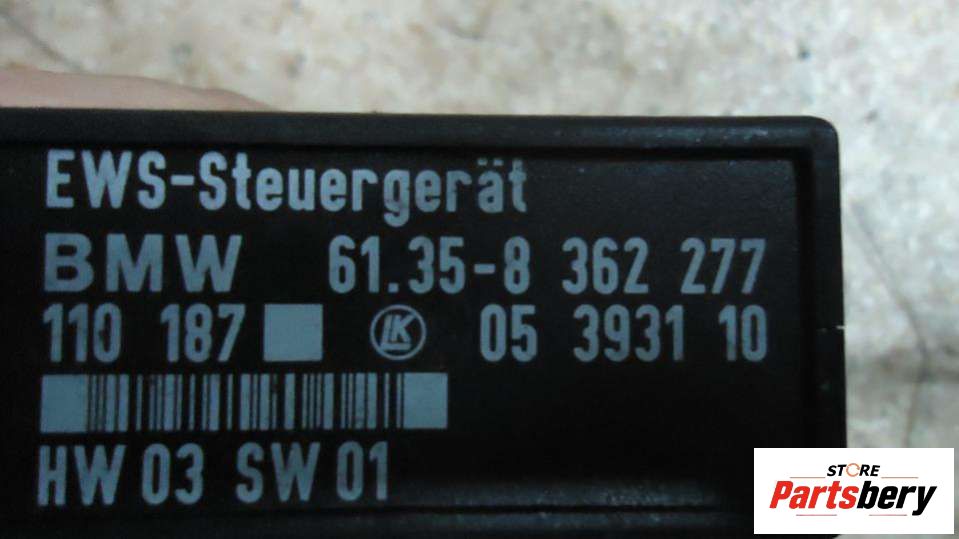 EWS-Steuergerät
BMW 61.35-8 362 277
110 187 LK 05 3931 10
HW 03 SW 01
STORE
Partsbery